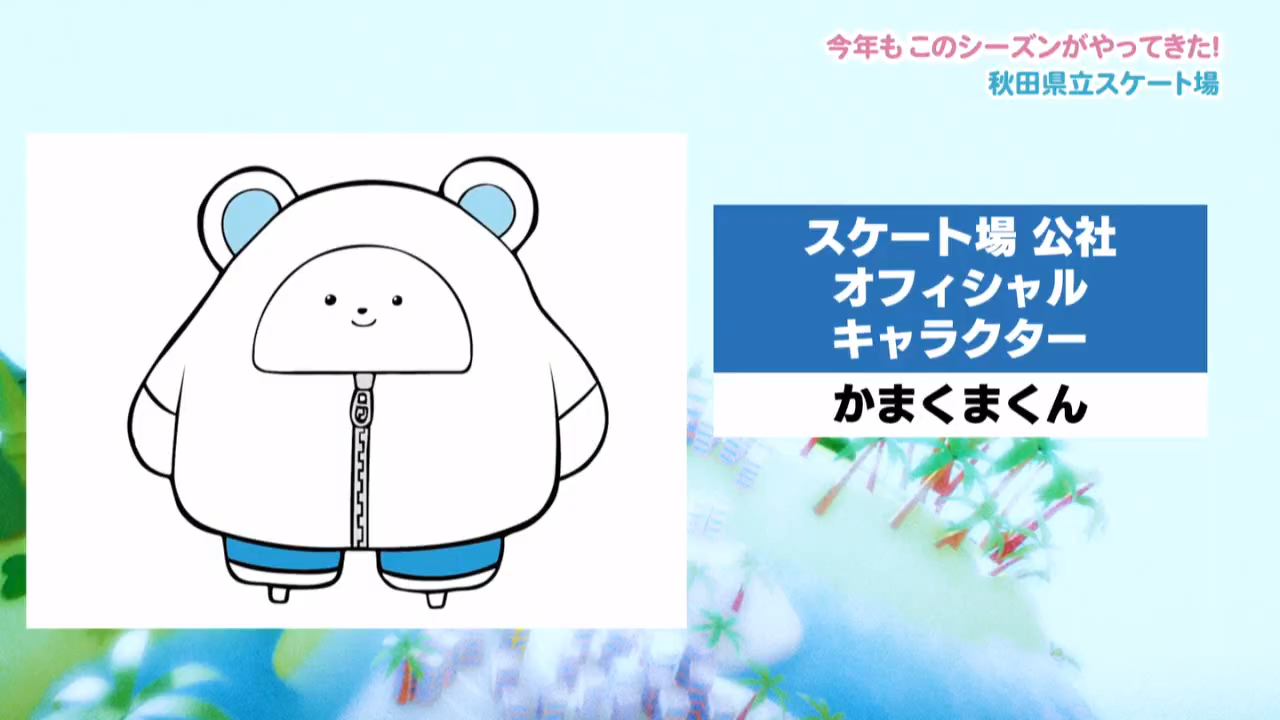 今年も このシーズンがやってきた!
秋田県立スケート場
スケート場 公社
オフィシャル
キャラクター
かまくまくん